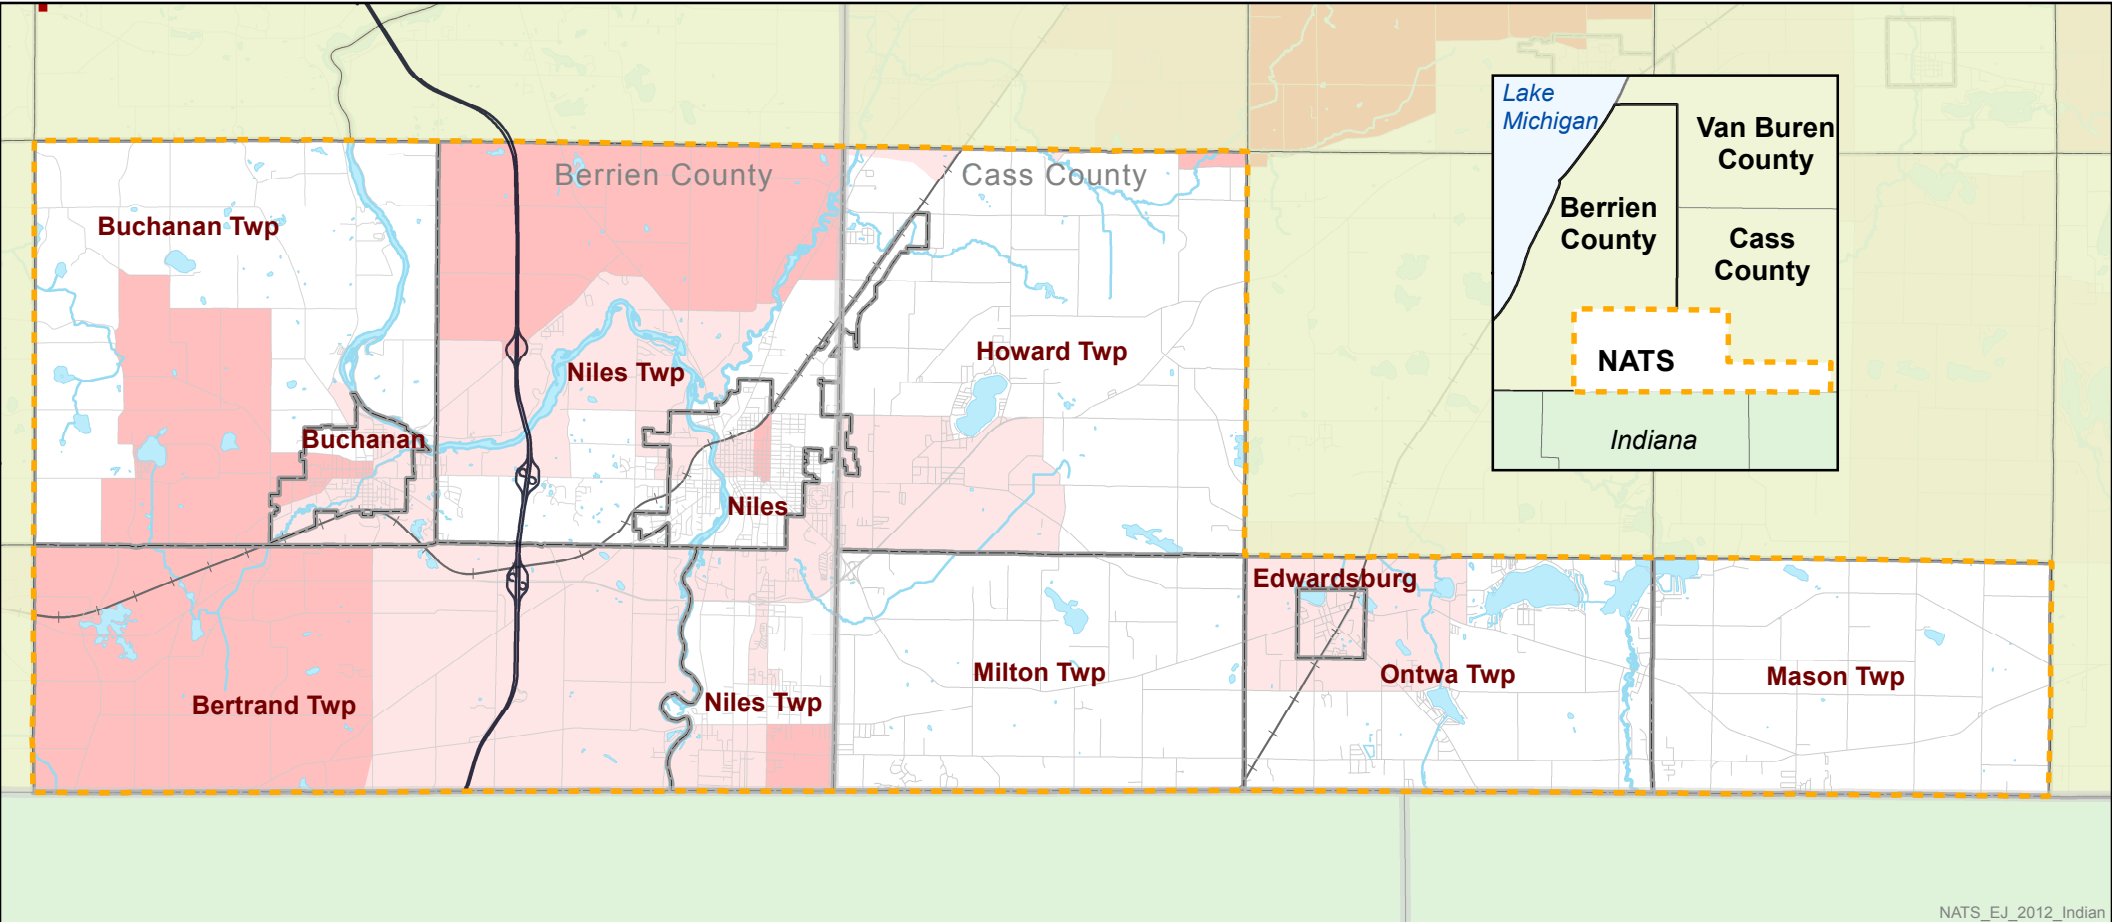 Lake
Michigan
Van Buren
County
Berrien
County
Cass
County
NATS
Indiana
Berrien County
Cass County
Buchanan Twp
Howard Twp
Niles Twp
Buchanan
Niles
Edwardsburg
Bertrand Twp
Niles Twp
Milton Twp
Ontwa Twp
Mason Twp
NATS_EJ_2012_Indian